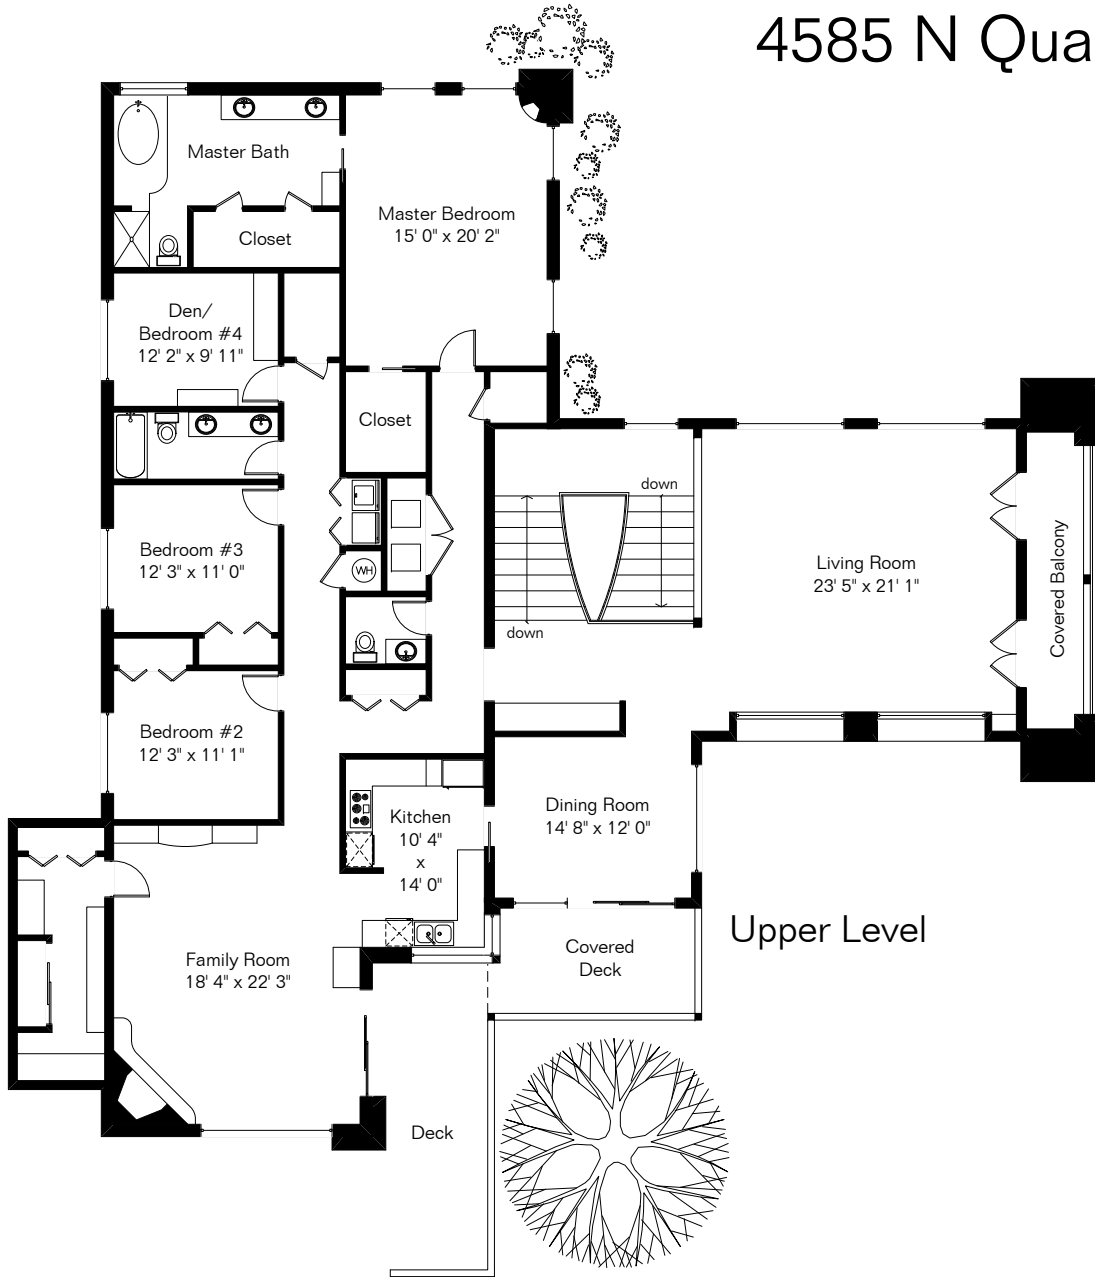 4585 N Qua
Master Bath
Master Bedroom
15' 0" x 20' 2"
Closet
Den/
Bedroom #4
12' 2" x 9' 11"
Closet
down
Bedroom #3
12' 3" x 11' 0"
WH
Living Room
23' 5" x 21' 1"
Covered Balcony
down
Bedroom #2
12' 3" x 11' 1"
Kitchen
10' 4"
x
14' 0"
Dining Room
14' 8" x 12' 0"
Upper Level
Family Room
18' 4" x 22' 3"
Covered
Deck
Deck